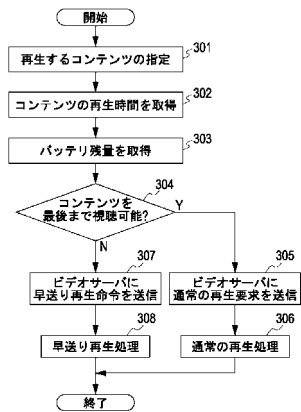 開始
再生するコンテンツの指定
301
コンテンツの再生時間を取得
302
バッテリ残量を取得
303
コンテンツを
最後まで視聴可能?
304
Y
N
ビデオサーバに
早送り再生命令を送信
307
ビデオサーバに
通常の再生要求を送信
305
早送り再生処理
308
通常の再生処理
306
終了